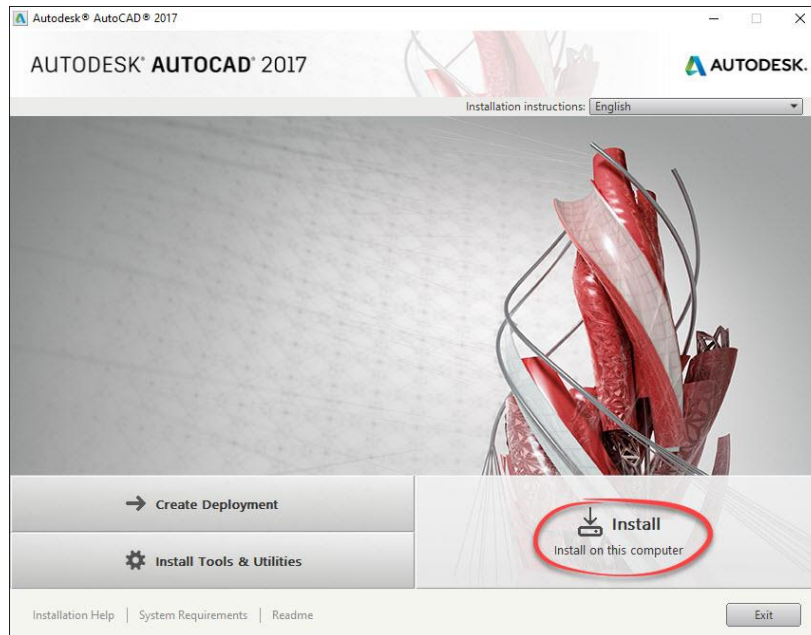 Autodesk® AutoCAD® 2017
AUTODESK® AUTOCAD® 2017
AUTODESK.
Installation instructions: English
Create Deployment
Install
Install on this computer
Install Tools & Utilities
Installation Help | System Requirements | Readme
Exit